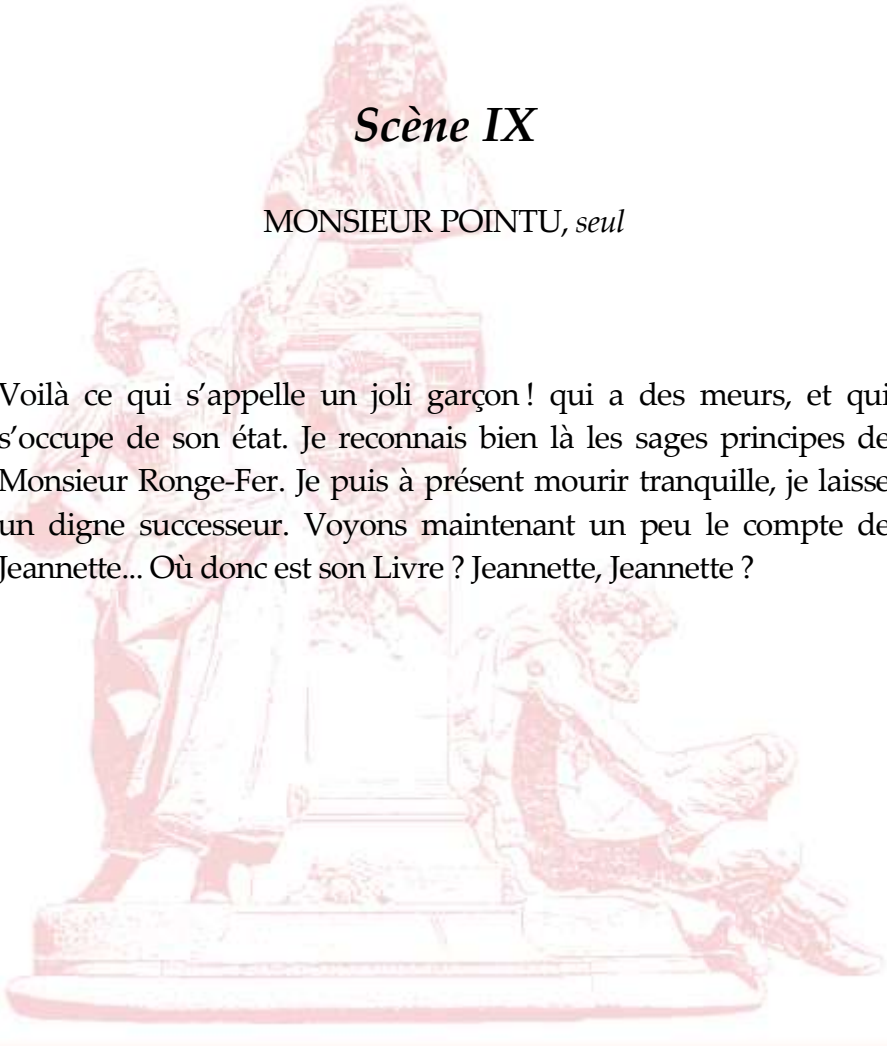 Scène IX
MONSIEUR POINTU, seul
Voilà ce qui s’appelle un joli garçon ! qui a des meurs, et qui
s’occupe de son état. Je reconnais bien là les sages principes de
Monsieur Ronge-Fer. Je puis à présent mourir tranquille, je laisse
un digne successeur. Voyons maintenant un peu le compte de
Jeannette... Où donc est son Livre ? Jeannette, Jeannette ?